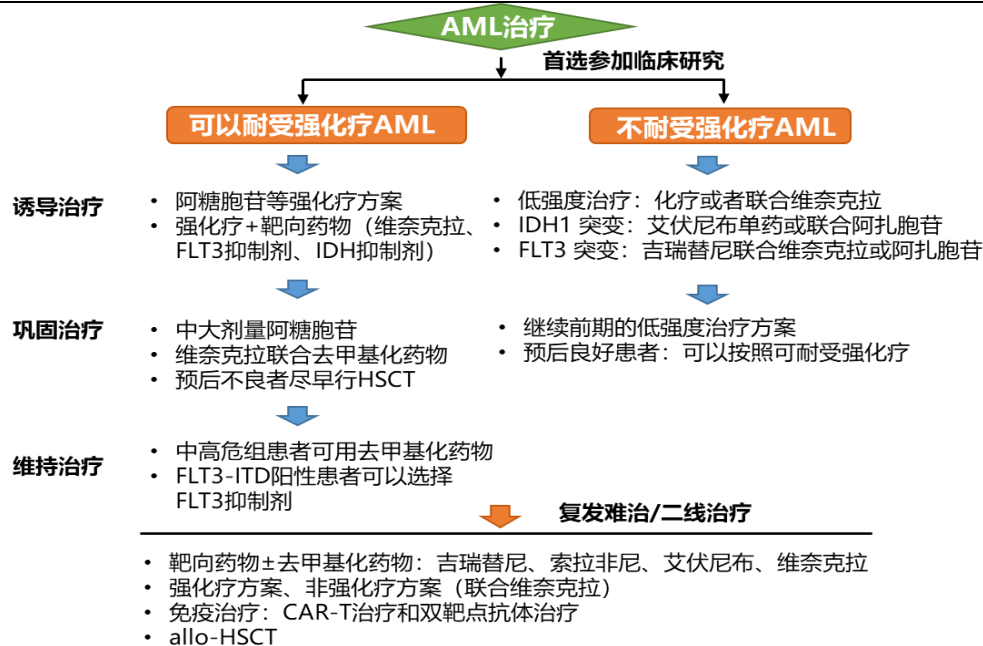 AML治疗
首选参加临床研究
可以耐受强化疗AML
不耐受强化疗AML
诱导治疗
• 阿糖胞苷等强化疗方案
• 强化疗+靶向药物（维奈克拉、
FLT3抑制剂、IDH抑制剂）
• 低强度治疗：化疗或者联合维奈克拉
• IDH1 突变：艾伏尼布单药或联合阿扎胞苷
• FLT3 突变：吉瑞替尼联合维奈克拉或阿扎胞苷
巩固治疗
• 中大剂量阿糖胞苷
• 维奈克拉联合去甲基化药物
• 预后不良者尽早行HSCT
• 继续前期的低强度治疗方案
• 预后良好患者：可以按照可耐受强化疗
维持治疗
• 中高危组患者可用去甲基化药物
• FLT3-ITD阳性患者可以选择
FLT3抑制剂
复发难治/二线治疗
• 靶向药物±去甲基化药物：吉瑞替尼、索拉非尼、艾伏尼布、维奈克拉
• 强化疗方案、非强化疗方案（联合维奈克拉）
• 免疫治疗：CAR-T治疗和双靶点抗体治疗
• allo-HSCT